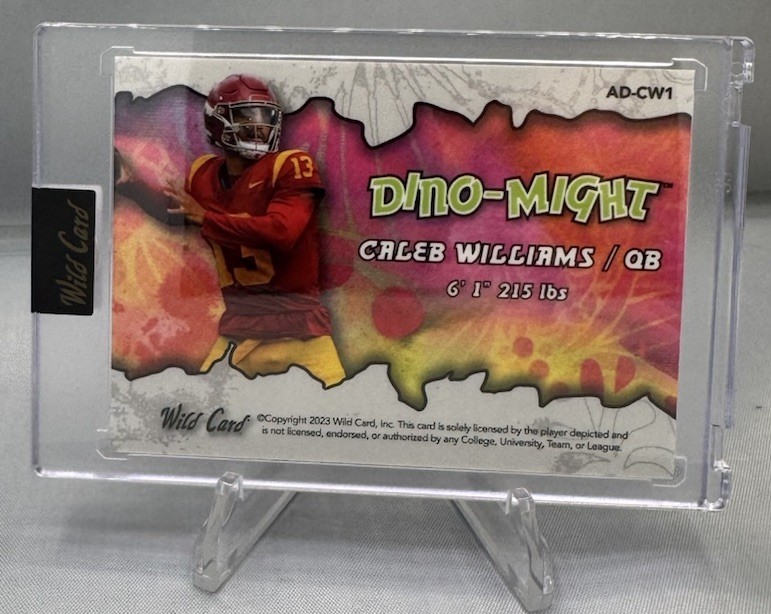 AD-CW1
13
DINO-MIGHT™
CALEB WILLIAMS / QB
13
6' 1" 215 lbs
Wild Card
Wild Card
©Copyright 2023 Wild Card, Inc. This card is solely licensed by the player depicted and
is not licensed, endorsed, or authorized by any College, University, Team, or League.